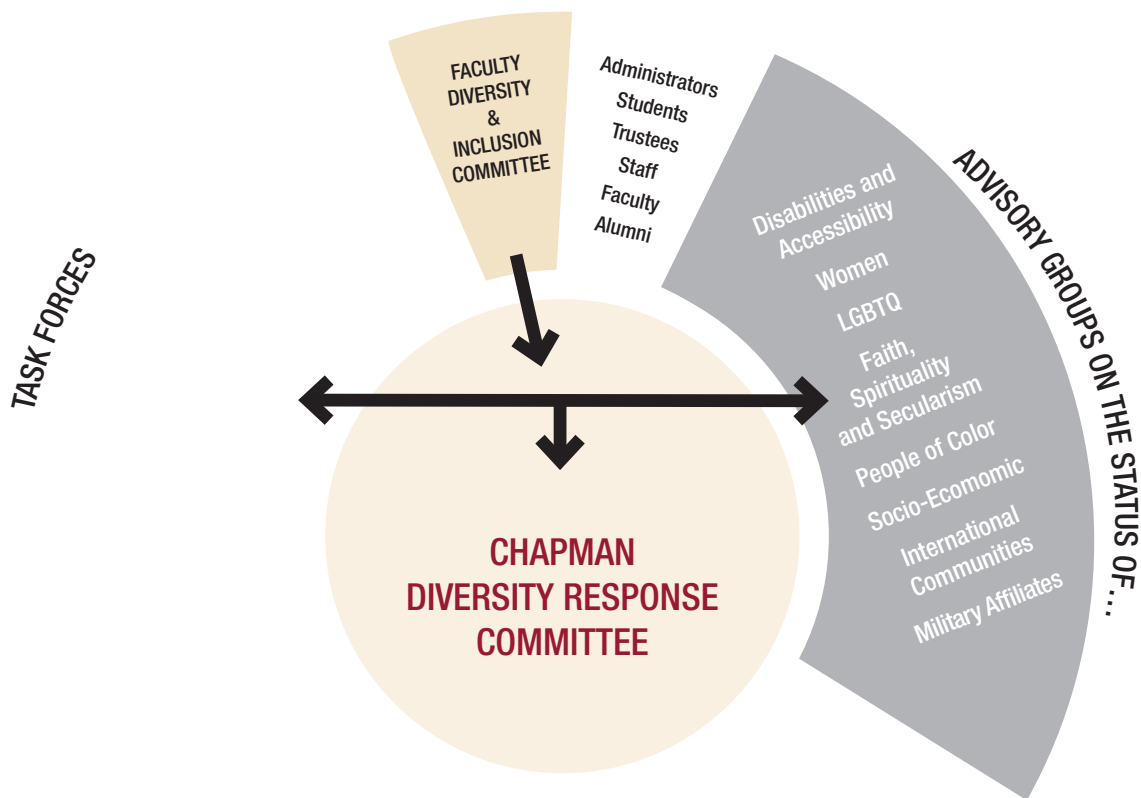 FACULTY
DIVERSITY
&
INCLUSION
COMMITTEE
Administrators
Students
Trustees
Staff
Faculty
Alumni
TASK FORCES
Disabilities and
Accessibility
Women
LGBTQ
Faith,
Spirituality
and Secularism
People of Color
Socio-Ecomomic
International
Communities
Military Affiliates
ADVISORY GROUPS ON THE STATUS OF...
CHAPMAN
DIVERSITY RESPONSE
COMMITTEE